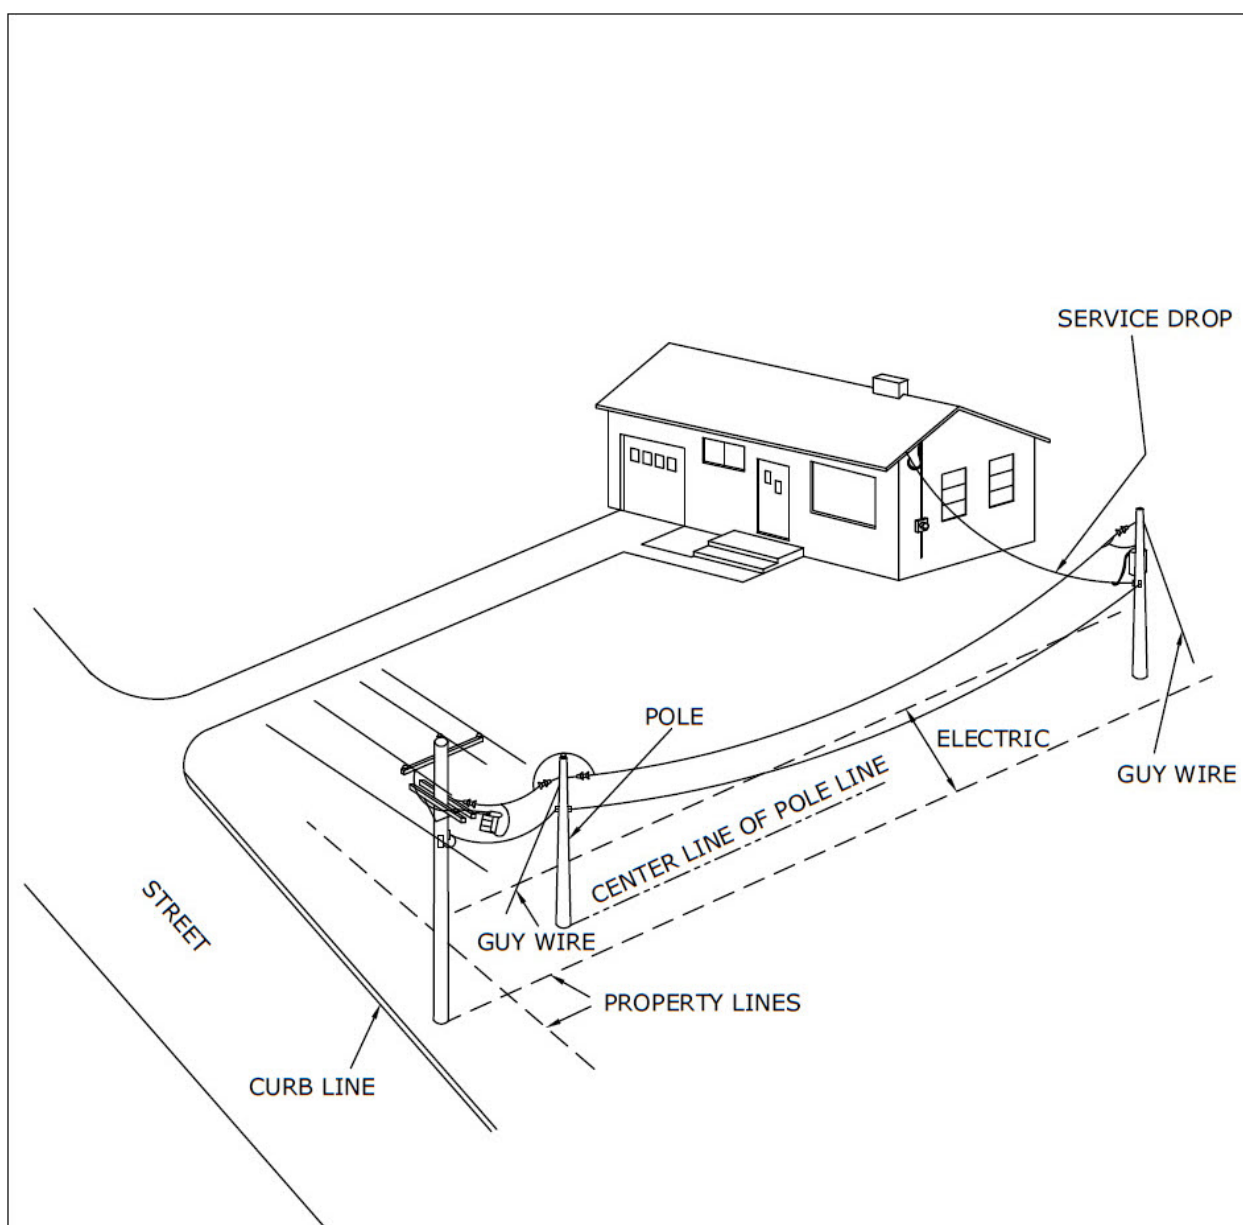 SERVICE DROP
POLE
ELECTRIC
GUY WIRE
CENTER LINE OF POLE LINE
STREET
GUY WIRE
PROPERTY LINES
CURB LINE